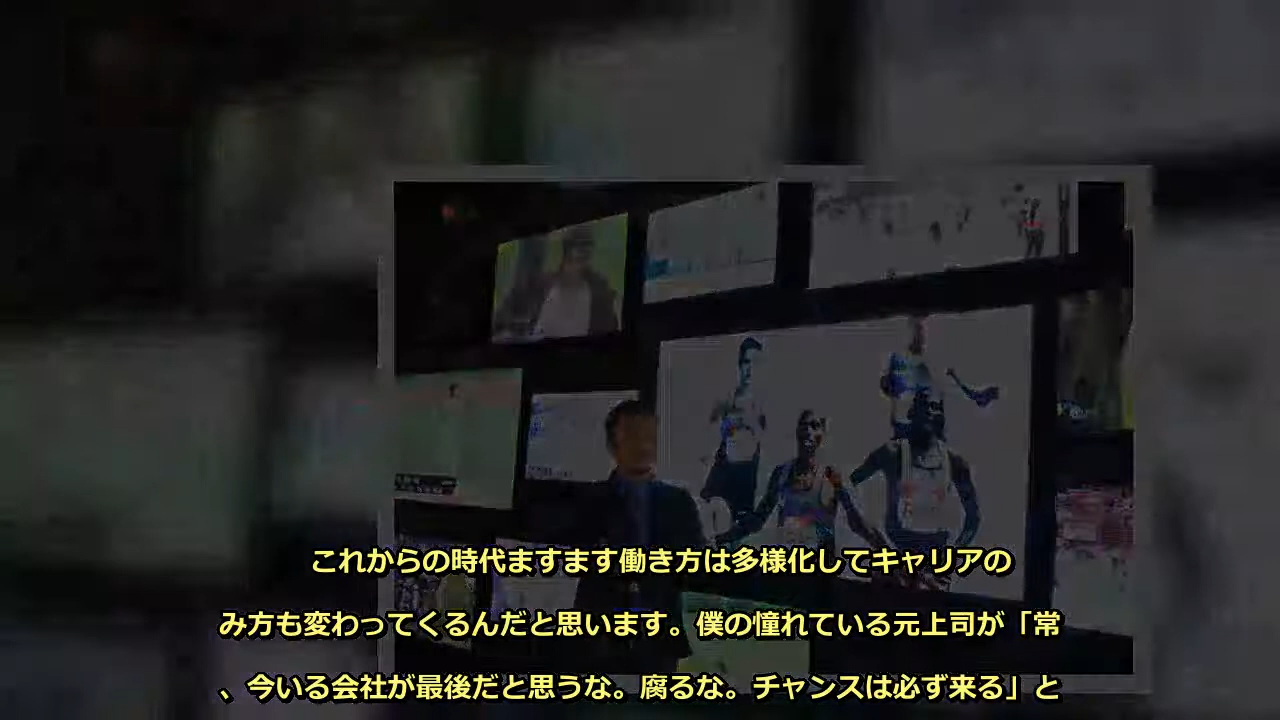 これからの時代ますます働き方は多様化してキャリアの
み方も変わってくるんだと思います。僕の憧れている元上司が「常
、今いる会社が最後だと思うな。腐るな。チャンスは必ず来る」と